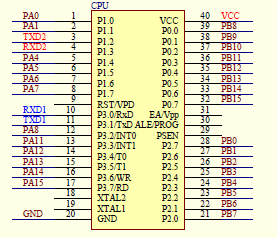 CPU
PA0 1 P1.0 VCC 40 VCC
PA1 2 P1.1 P0.0 39 PB8
TXD2 3 P1.2 P0.1 38 PB9
RXD2 4 P1.3 P0.2 37 PB10
PA4 5 P1.4 P0.3 36 PB11
PA5 6 P1.5 P0.4 35 PB12
PA6 7 P1.6 P0.5 34 PB13
PA7 8 P1.7 P0.6 33 PB14
9 RST/VPD P0.7 32 PB15
RXD1 10 P3.0/RxD EA/Vpp 31
TXD1 11 P3.1/TxD ALE/PROG 30
PA8 12 P3.2/INT0 PSEN 29
PA11 13 P3.3/INT1 P2.7 28 PB0
PA12 14 P3.4/T0 P2.6 27 PB1
PA13 15 P3.5/T1 P2.5 26 PB2
PA14 16 P3.6/WR P2.4 25 PB3
PA15 17 P3.7/RD P2.3 24 PB4
18 XTAL2 P2.2 23 PB5
19 XTAL1 P2.1 22 PB6
GND 20 GND P2.0 21 PB7